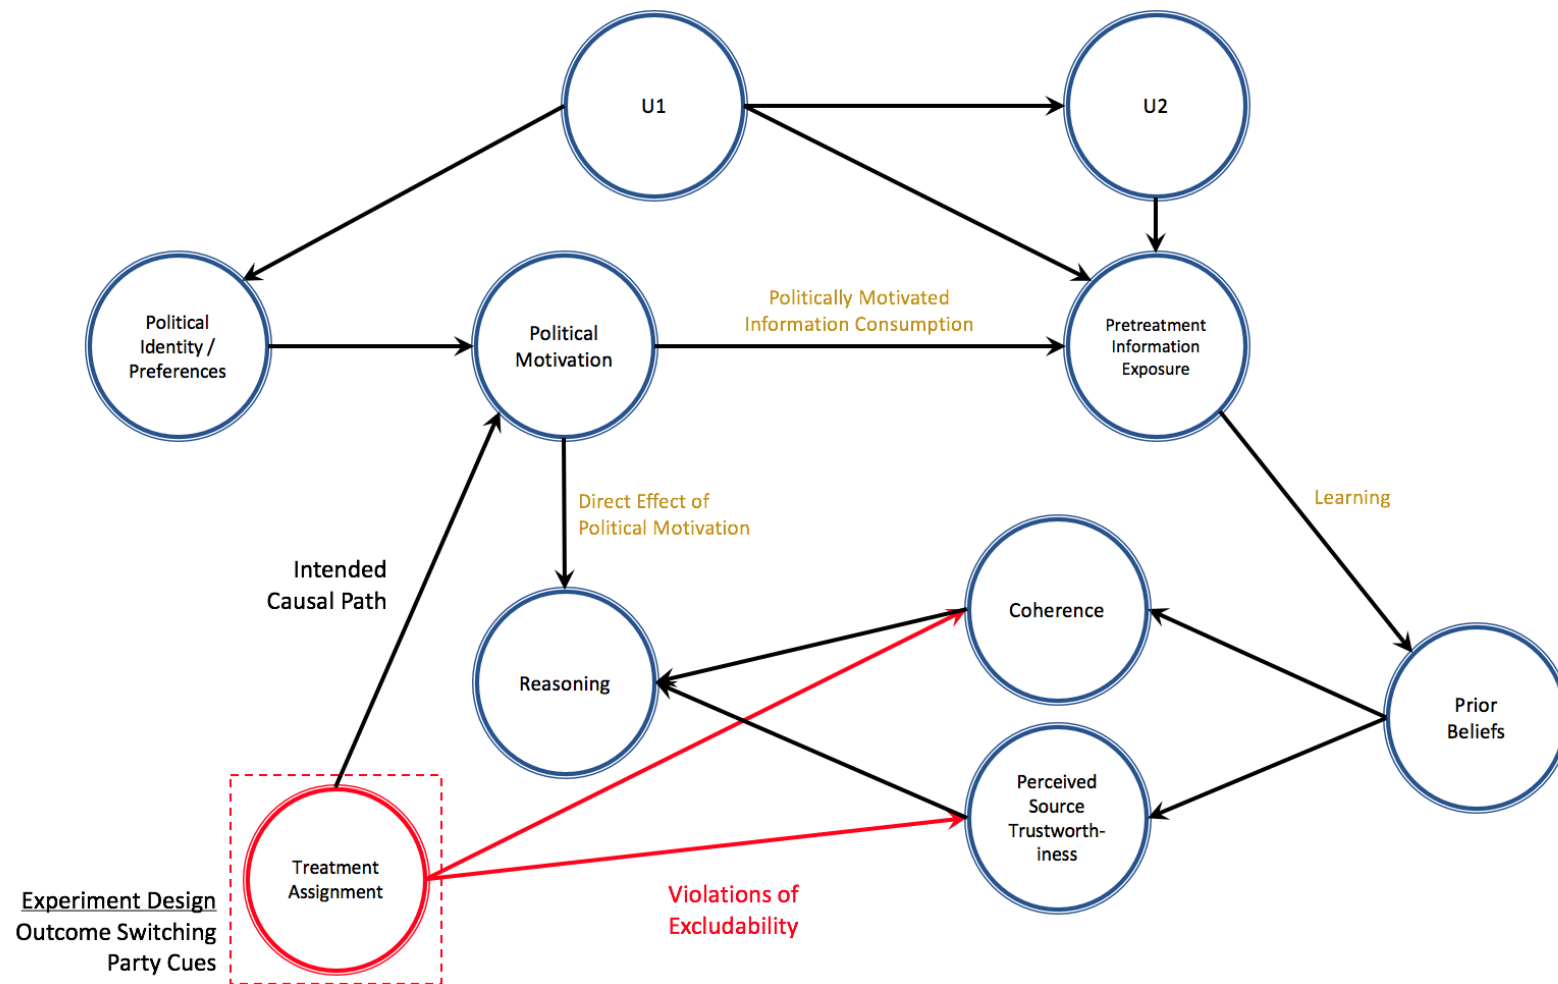 U1
U2
Political
Identity /
Preferences
Political
Motivation
Politically Motivated
Information Consumption
Pretreatment
Information
Exposure
Direct Effect of
Political Motivation
Learning
Intended
Causal Path
Coherence
Reasoning
Prior
Beliefs
Perceived
Source
Trustworth-
iness
Treatment
Assignment
Violations of
Excludability
Experiment Design
Outcome Switching
Party Cues